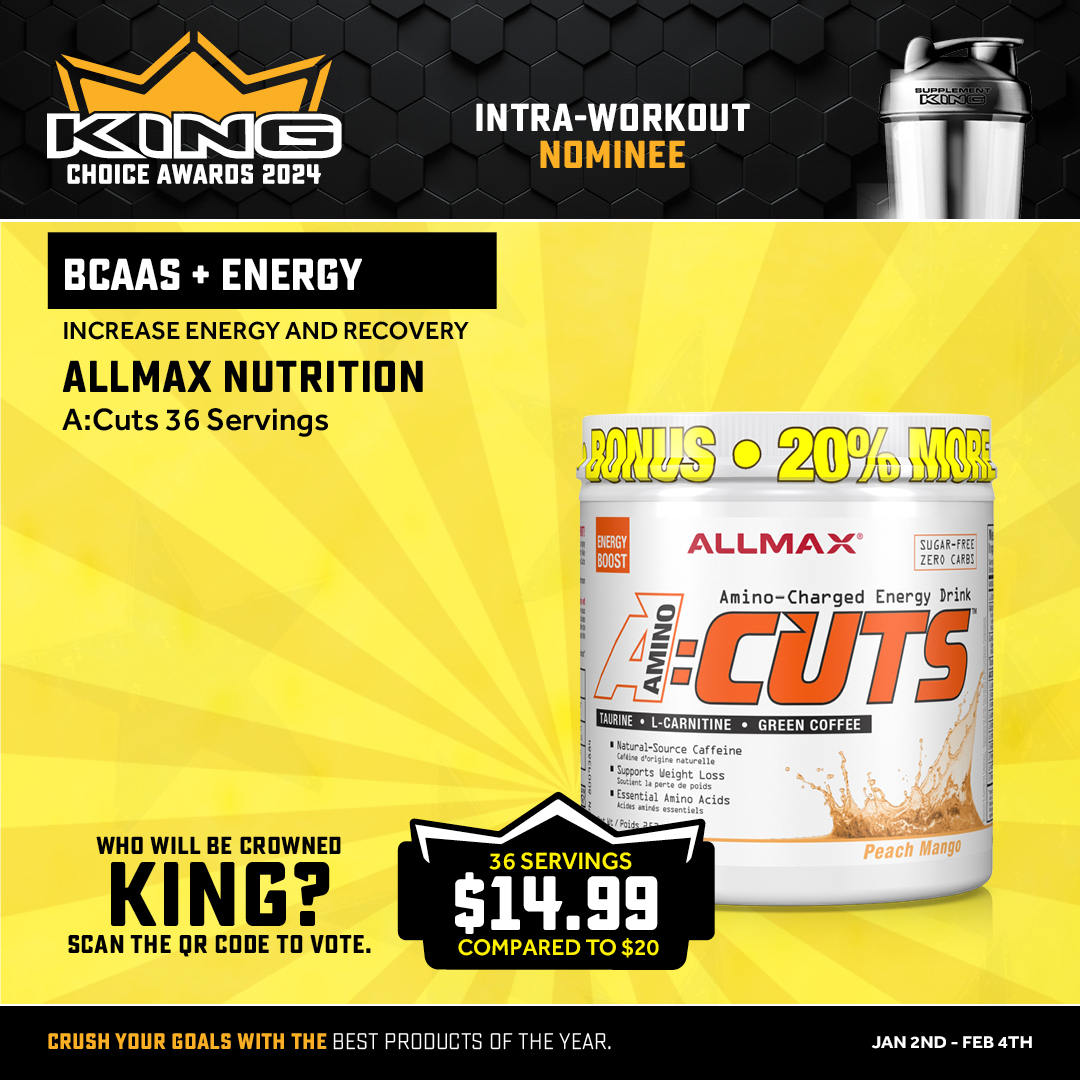 KING
CHOICE AWARDS 2024
INTRA-WORKOUT
NOMINEE
SUPPLEMENT
KING
BCAAS + ENERGY
INCREASE ENERGY AND RECOVERY
ALLMAX NUTRITION
A:Cuts 36 Servings
BONUS • 20% MORE
ENERGY
BOOST
ALLMAX®
SUGAR-FREE
ZERO CARBS
Amino-Charged Energy Drink
A:CUTS™
AMINO
TAURINE • L-CARNITINE • GREEN COFFEE
▪ Natural-Source Caffeine
Caféine d'origine naturelle
▪ Supports Weight Loss
Soutient la perte de poids
▪ Essential Amino Acids
Acides aminés essentiels
Wt / Poids
Peach Mango
WHO WILL BE CROWNED
KING?
SCAN THE QR CODE TO VOTE.
36 SERVINGS
$14.99
COMPARED TO $20
CRUSH YOUR GOALS WITH THE BEST PRODUCTS OF THE YEAR.
JAN 2ND - FEB 4TH